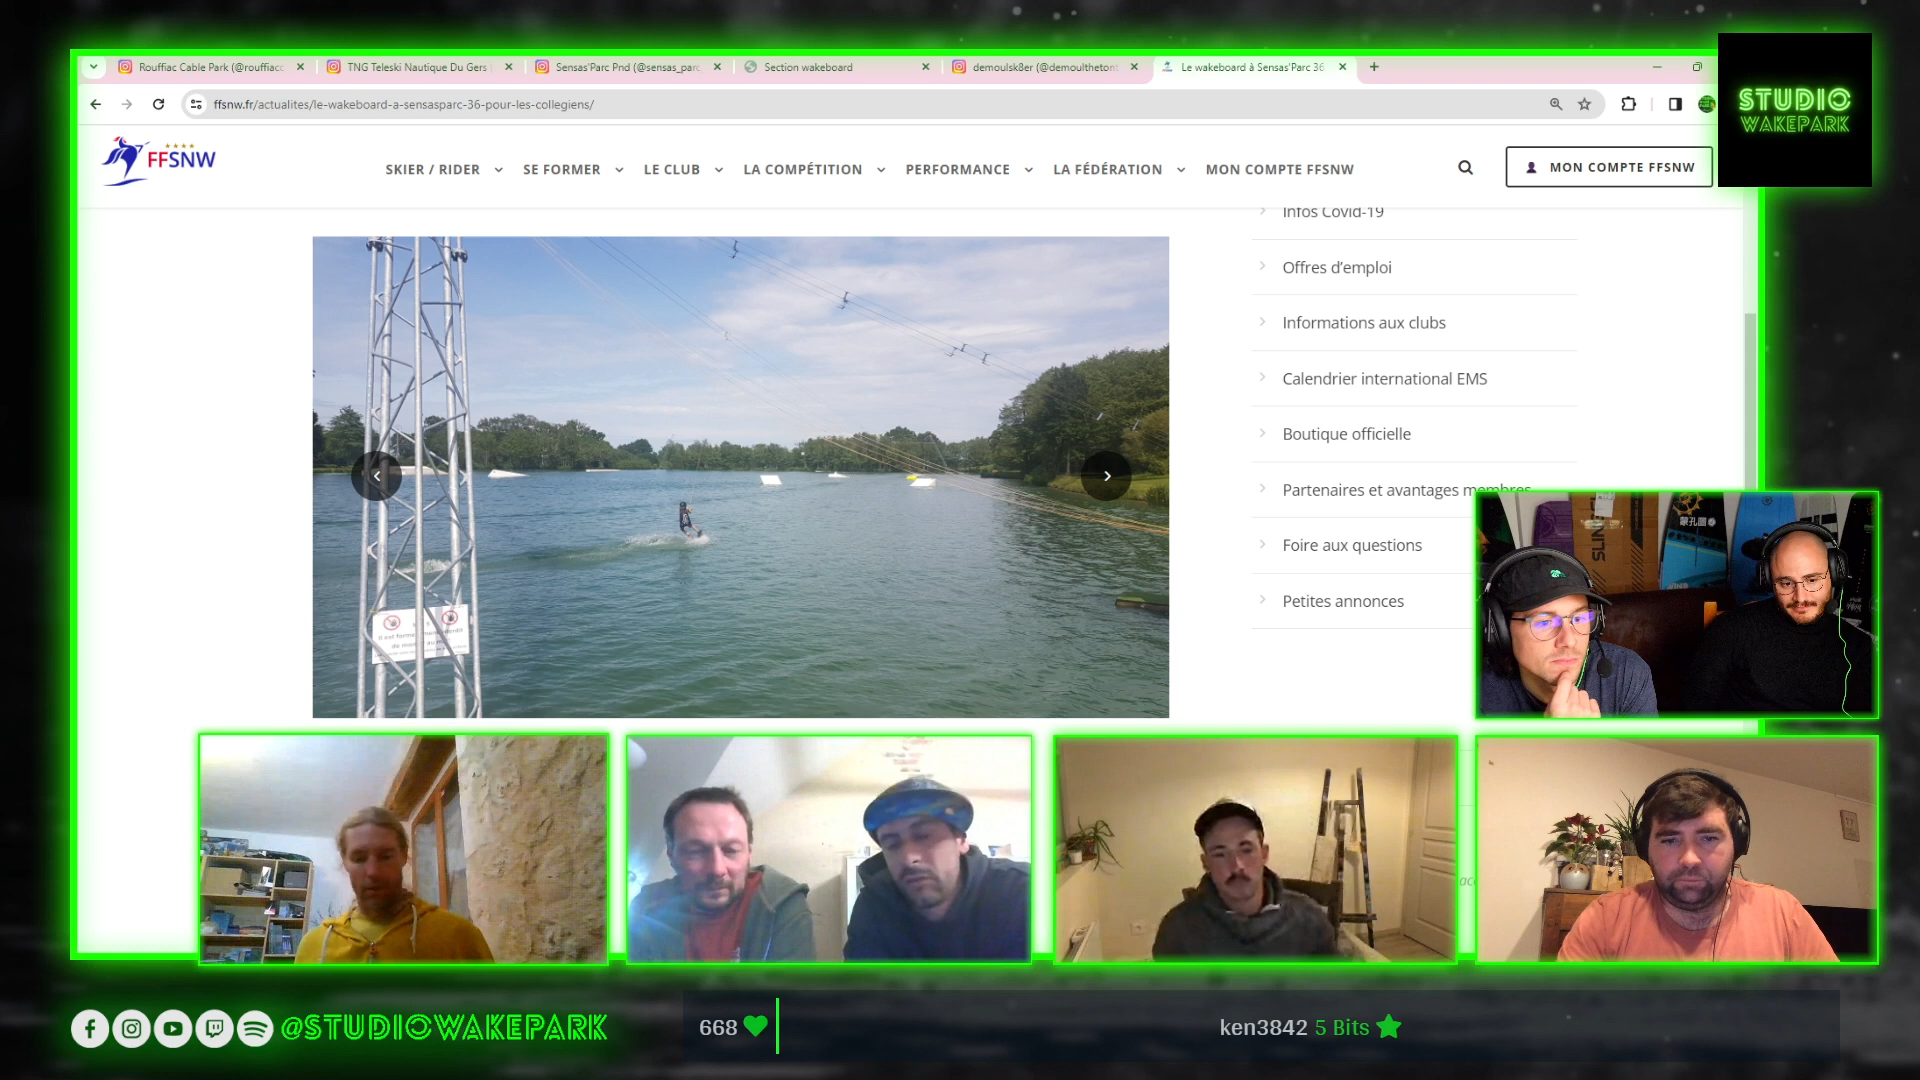 Rouffiac Cable Park (@rouffiacc
TNG Teleski Nautique Du Gers
Sensas'Parc Pnd (@sensas_parc
Section wakeboard
demoulsk8er (@demoulthetont
Le wakeboard à Sensas'Parc 36
STUDIO
WAKEPARK
ffsnw.fr/actualites/le-wakeboard-a-sensasparc-36-pour-les-collegiens/
FFSNW
SKIER / RIDER
SE FORMER
LE CLUB
LA COMPÉTITION
PERFORMANCE
LA FÉDÉRATION
MON COMPTE FFSNW
MON COMPTE FFSNW
Infos Covid-19
Offres d'emploi
Informations aux clubs
Calendrier international EMS
Boutique officielle
Partenaires et avantages membres
Foire aux questions
Petites annonces
@STUDIOWAKEPARK
668
ken3842 5 Bits